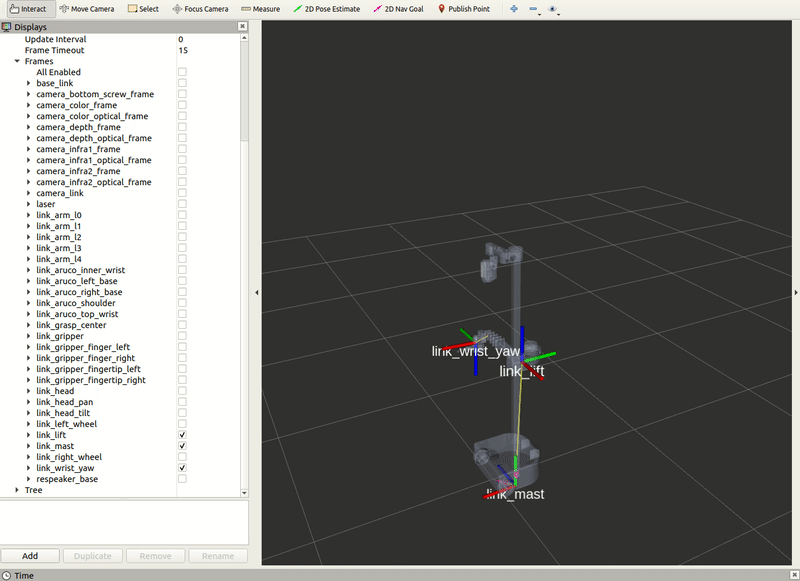 Interact Move Camera Select Focus Camera Measure 2D Pose Estimate 2D Nav Goal Publish Point
Displays
Update Interval 0
Frame Timeout 15
Frames
All Enabled
base_link
camera_bottom_screw_frame
camera_color_frame
camera_color_optical_frame
camera_depth_frame
camera_depth_optical_frame
camera_infra1_frame
camera_infra1_optical_frame
camera_infra2_frame
camera_infra2_optical_frame
camera_link
laser
link_arm_l0
link_arm_l1
link_arm_l2
link_arm_l3
link_arm_l4
link_aruco_inner_wrist
link_aruco_left_base
link_aruco_right_base
link_aruco_shoulder
link_aruco_top_wrist
link_grasp_center
link_gripper
link_gripper_finger_left
link_gripper_finger_right
link_gripper_fingertip_left
link_gripper_fingertip_right
link_head
link_head_pan
link_head_tilt
link_left_wheel
link_lift
link_mast
link_right_wheel
link_wrist_yaw
respeaker_base
Tree
Add Duplicate Remove Rename
Time
link_wrist_yaw
link_lift
link_mast